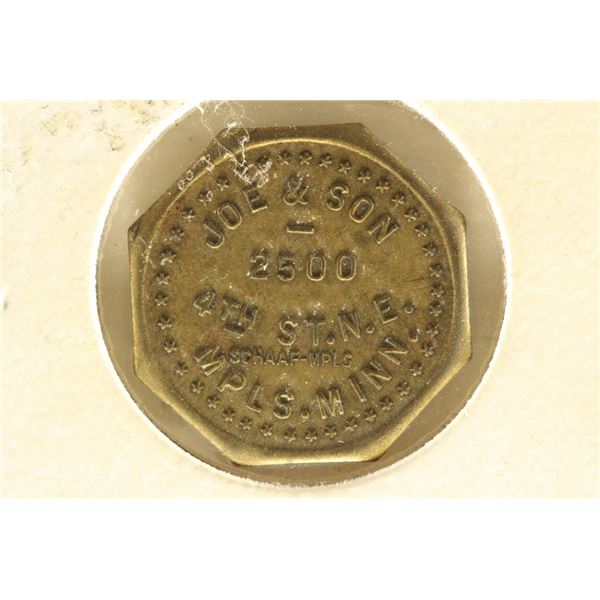 JOE & SON
—
2500
4TH ST. N.E.
SCHAAF-MPLS
MPLS. MINN.